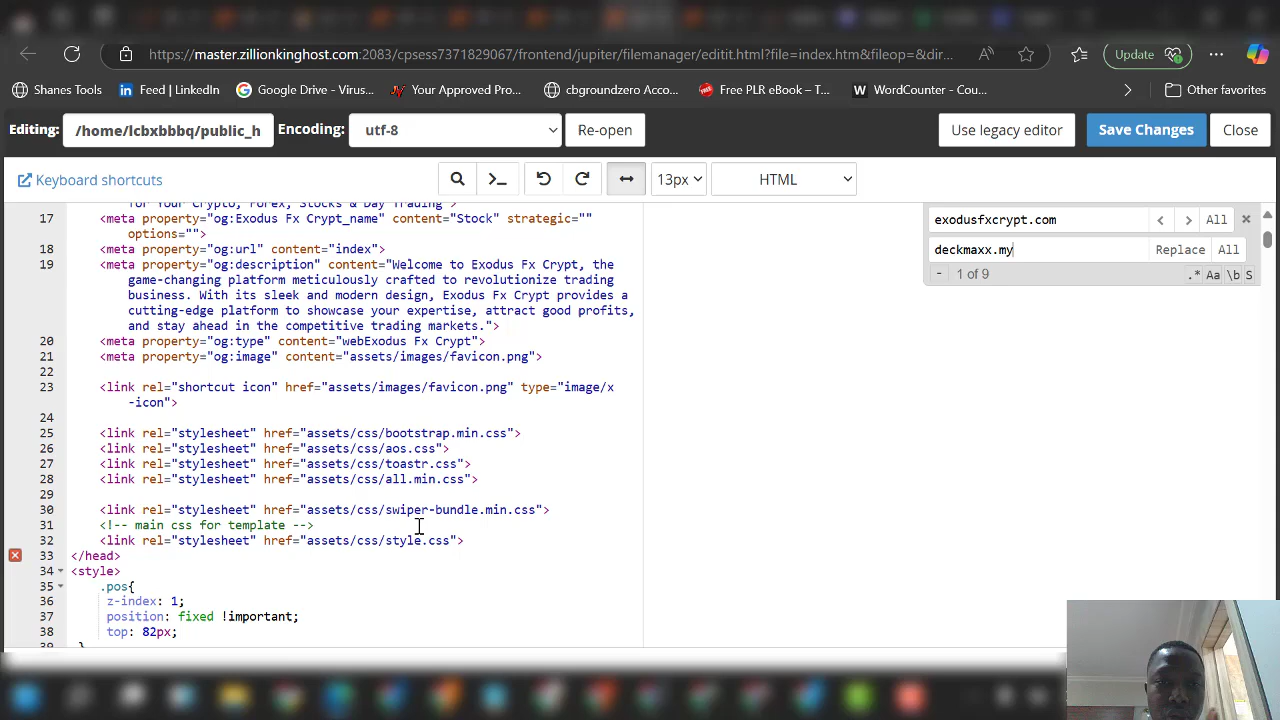 https://master.zillionkinghost.com:2083/cpsess7371829067/frontend/jupiter/filemanager/editit.html?file=index.htm&fileop=&dir...
Update
Shanes Tools
Feed | LinkedIn
Google Drive - Virus...
Your Approved Pro...
cbgroundzero Acco...
Free PLR eBook – T...
WordCounter - Cou...
Other favorites
Editing: /home/lcbxbbbq/public_h Encoding: utf-8 Re-open Use legacy editor Save Changes Close
Keyboard shortcuts 13px HTML
for Your Crypto, Forex, Stocks & Day Trading">
17 <meta property="og:Exodus Fx Crypt_name" content="Stock" strategic=""
options="">
18 <meta property="og:url" content="index">
19 <meta property="og:description" content="Welcome to Exodus Fx Crypt, the
game-changing platform meticulously crafted to revolutionize trading
business. With its sleek and modern design, Exodus Fx Crypt provides a
cutting-edge platform to showcase your expertise, attract good profits,
and stay ahead in the competitive trading markets.">
20 <meta property="og:type" content="webExodus Fx Crypt">
21 <meta property="og:image" content="assets/images/favicon.png">
22
23 <link rel="shortcut icon" href="assets/images/favicon.png" type="image/x
-icon">
24
25 <link rel="stylesheet" href="assets/css/bootstrap.min.css">
26 <link rel="stylesheet" href="assets/css/aos.css">
27 <link rel="stylesheet" href="assets/css/toastr.css">
28 <link rel="stylesheet" href="assets/css/all.min.css">
29
30 <link rel="stylesheet" href="assets/css/swiper-bundle.min.css">
31 <!-- main css for template -->
32 <link rel="stylesheet" href="assets/css/style.css">
33 </head>
34 <style>
35 .pos{
36 z-index: 1;
37 position: fixed !important;
38 top: 82px;
39 }
exodusfxcrypt.com All
deckmaxx.my Replace All
- 1 of 9 .* Aa \b S